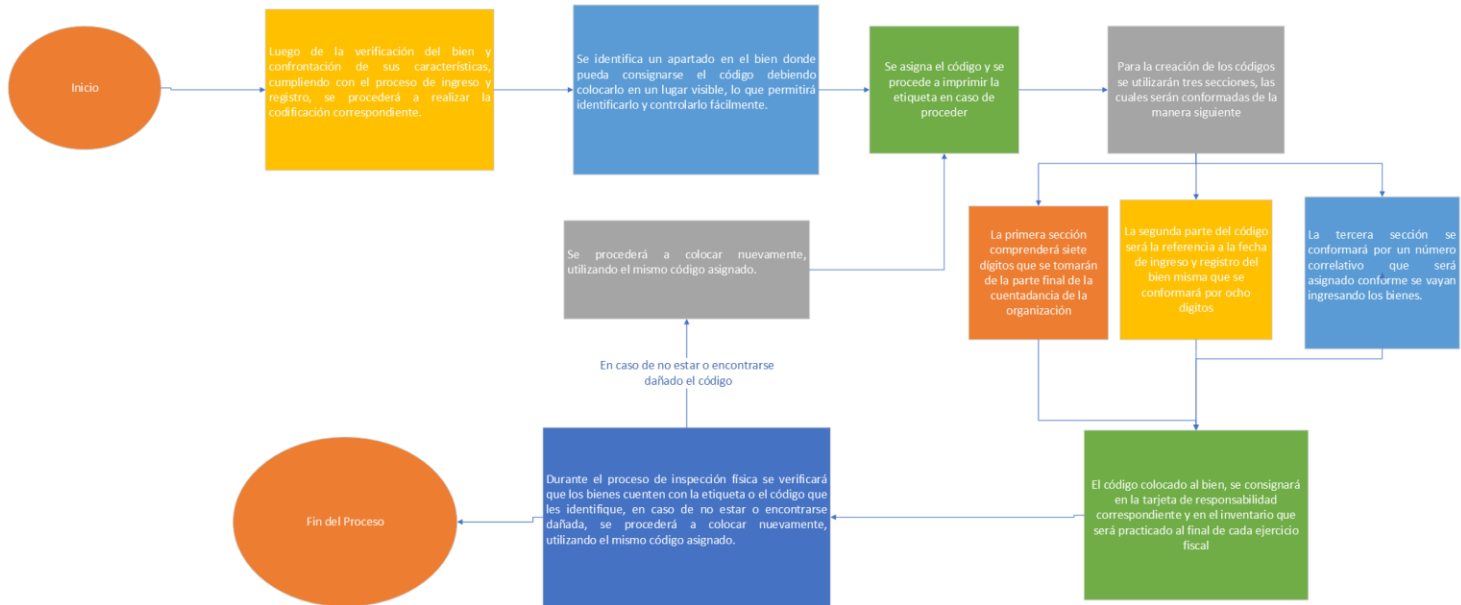 Inicio
Luego de la verificación del bien y
confrontación de sus características,
cumpliendo con el proceso de ingreso y
registro, se procederá a realizar la
codificación correspondiente.
Se identifica un apartado en el bien donde
pueda consignarse el código debiendo
colocarlo en un lugar visible, lo que permitirá
identificarlo y controlarlo fácilmente.
Se asigna el código y se
procede a imprimir la
etiqueta en caso de
proceder
Para la creación de los códigos
se utilizarán tres secciones, las
cuales serán conformadas de la
manera siguiente
La primera sección
comprenderá siete
dígitos que se tomarán
de la parte final de la
cuentadancia de la
organización
La segunda parte del código
será la referencia a la fecha
de ingreso y registro del
bien misma que se
conformará por ocho
digitos
La tercera sección se
conformará por un número
correlativo que será
asignado conforme se vayan
ingresando los bienes.
Se procederá a colocar nuevamente,
utilizando el mismo código asignado.
En caso de no estar o encontrarse
dañado el código
Fin del Proceso
Durante el proceso de inspección física se verificará
que los bienes cuenten con la etiqueta o el código que
les identifique, en caso de no estar o encontrarse
dañada, se procederá a colocar nuevamente,
utilizando el mismo código asignado.
El código colocado al bien, se consignará
en la tarjeta de responsabilidad
correspondiente y en el inventario que
será practicado al final de cada ejercicio
fiscal